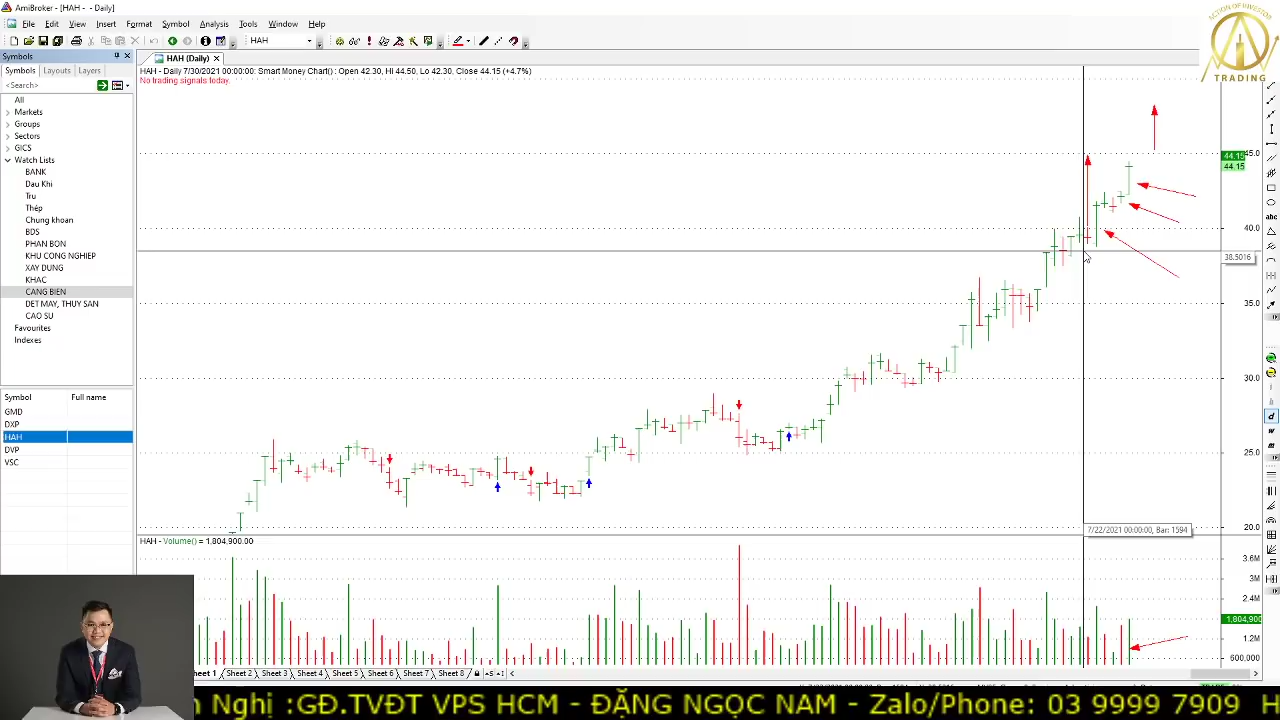 AmiBroker - [HAH - - Daily]
File Edit View Insert Format Symbol Analysis Tools Window Help
HAH
Symbols
HAH (Daily)
Symbols Layouts Layers
<Search>
HAH - Daily 7/30/2021 00:00:00: Smart Money Chart() : Open 42.30, Hi 44.50, Lo 42.30, Close 44.15 (+4.7%)
No trading signals today.
ACTION OF INVESTOR
TRADING
All
Markets
Groups
Sectors
GICS
Watch Lists
BANK
Dau Khi
Tru
Thép
Chung khoan
BDS
PHAN BON
KHU CONG NGHIEP
XAY DUNG
KHAC
CANG BIEN
DET MAY, THUY SAN
CAO SU
Favourites
Indexes
44.15
45.0
44.15
40.0
38.5016
35.0
30.0
25.0
20.0
abc
d
w
m
7/22/2021 00:00:00, Bar: 1594
Symbol Full name
GMD
DXP
HAH
DVP
VSC
HAH - Volume() = 1,804,900.00
3.6M
3M
2.4M
1,804,900
1.2M
600,000
Sheet 2 Sheet 3 Sheet 4 Sheet 5 Sheet 6 Sheet 7 Sheet 8
Nghị :GĐ.TVĐT VPS HCM - ĐẶNG NGỌC NAM - Zalo/Phone: 03 9999 7909 H